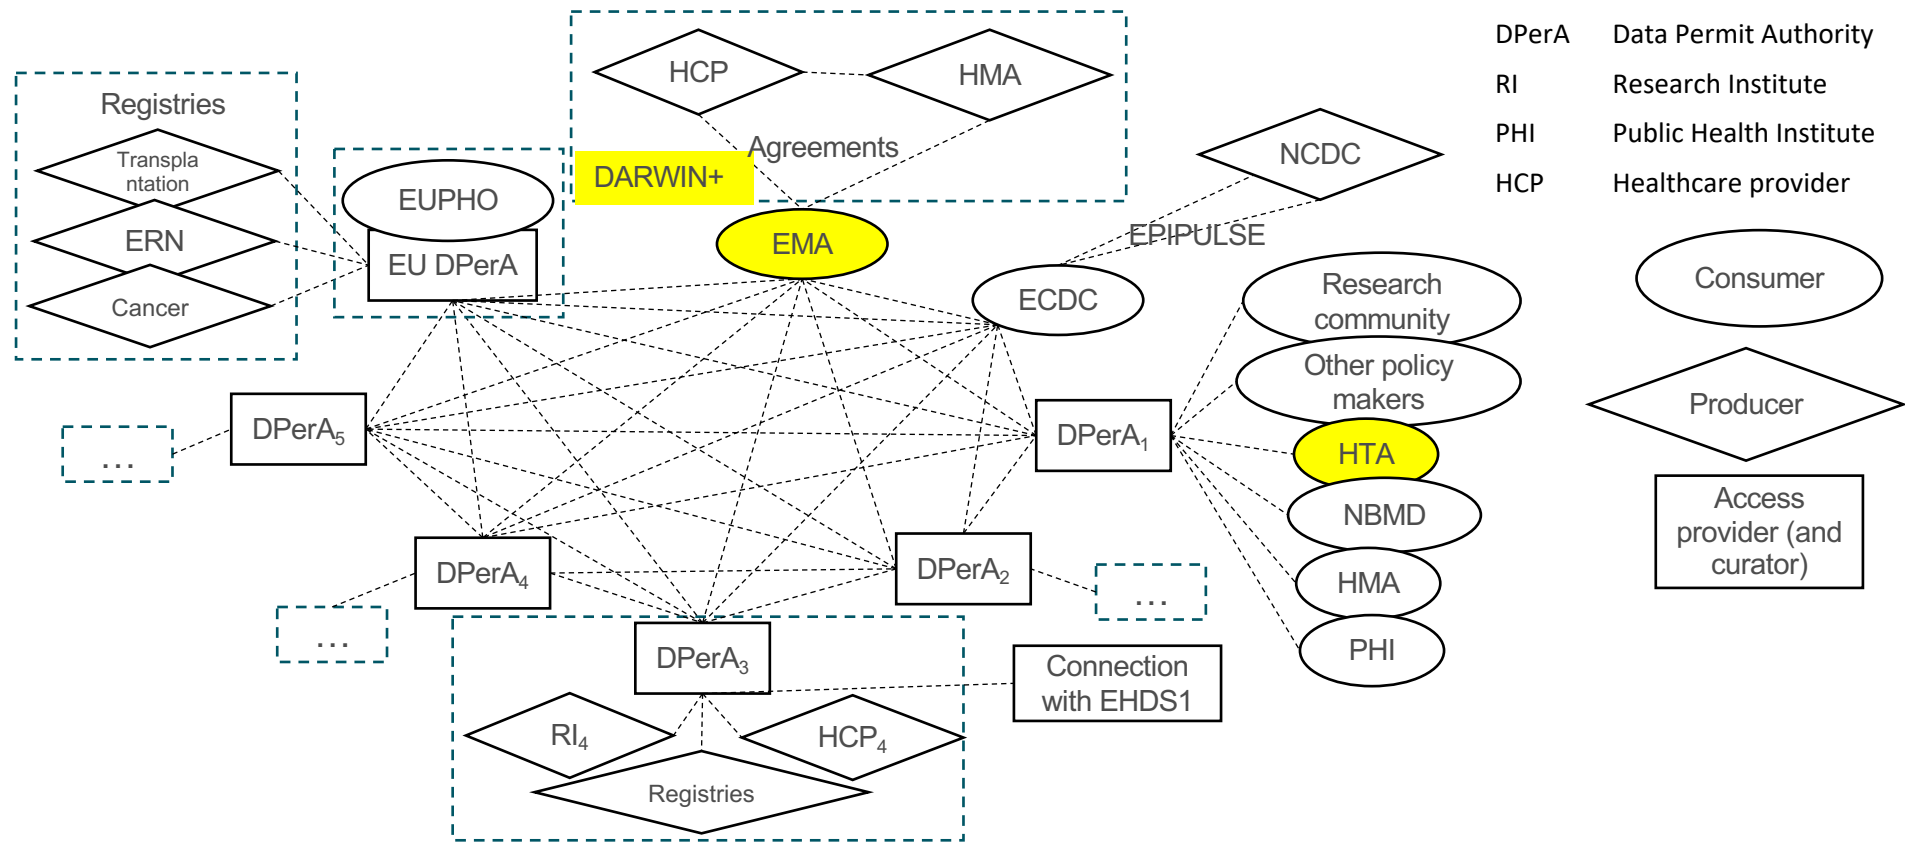 HCP
HMA
Agreements
DARWIN+
DPerA Data Permit Authority
RI Research Institute
PHI Public Health Institute
HCP Healthcare provider
Registries
Transpla
ntation
ERN
Cancer
EUPHO
EU DPerA
EMA
NCDC
EPIPULSE
ECDC
Research
community
Other policy
makers
HTA
NBMD
HMA
PHI
Consumer
Producer
Access
provider (and
curator)
DPerA5
...
DPerA1
DPerA4
...
DPerA2
...
DPerA3
Connection
with EHDS1
RI4
HCP4
Registries